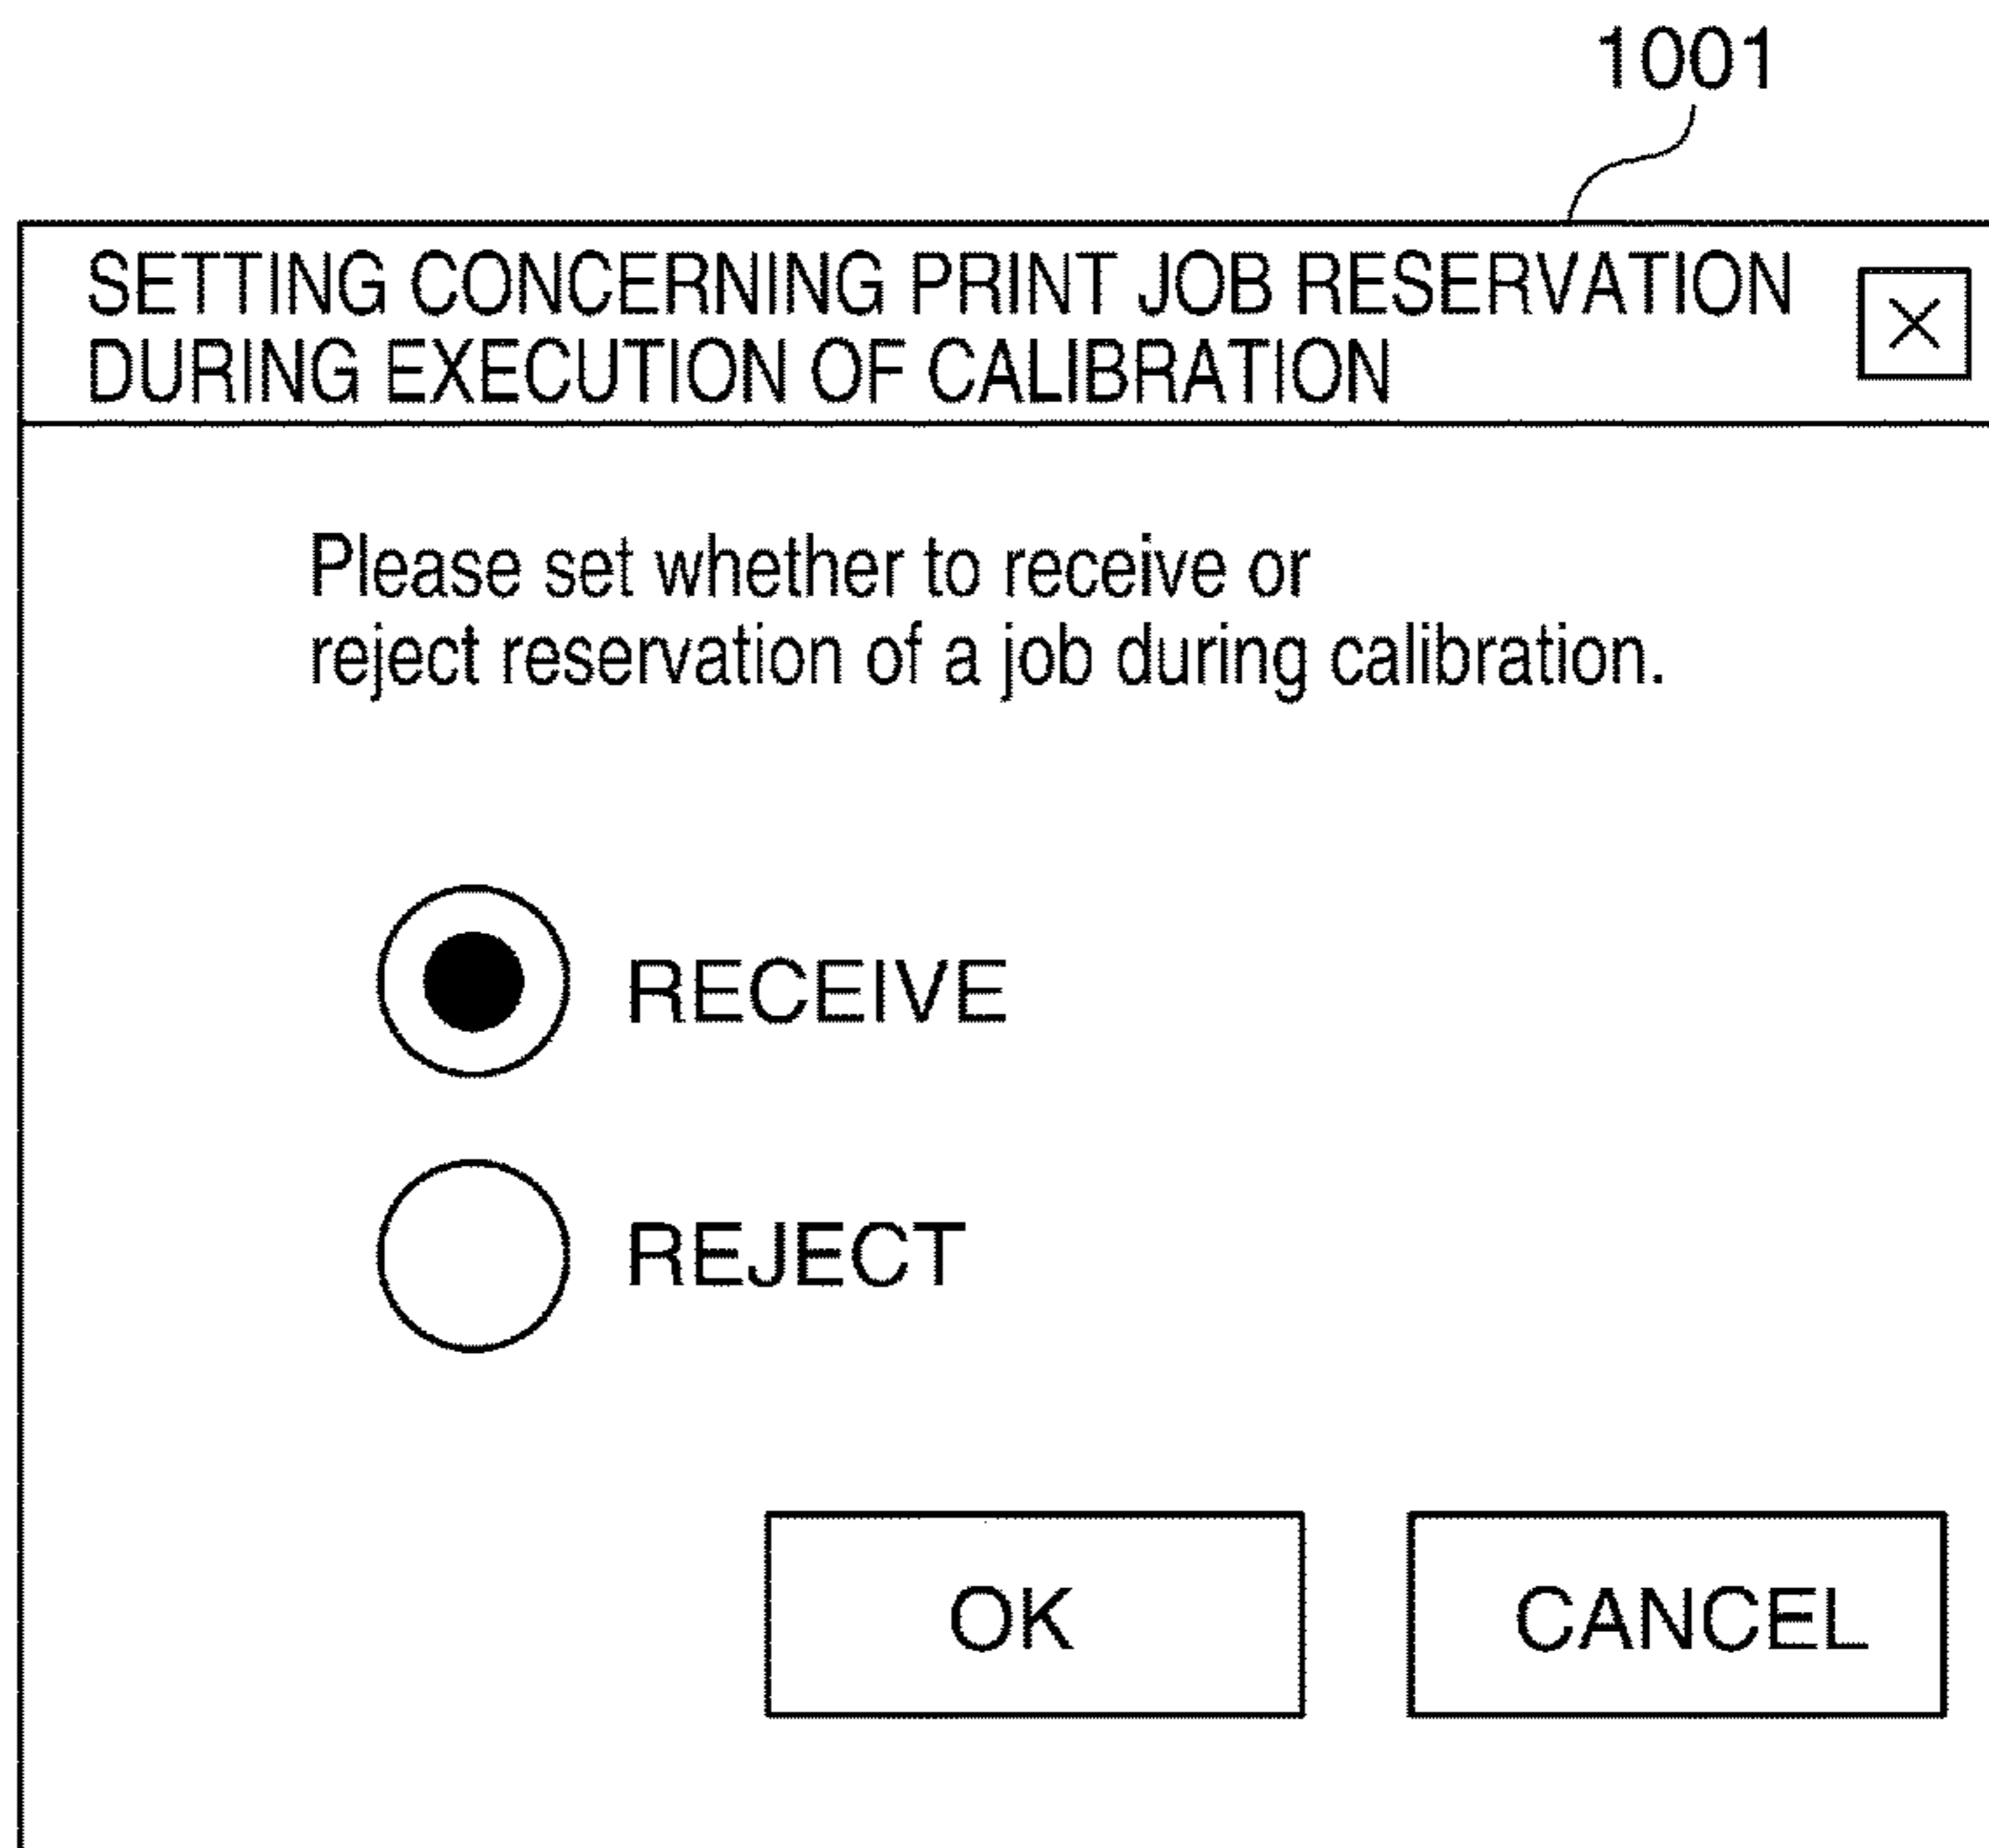 1001
SETTING CONCERNING PRINT JOB RESERVATION
DURING EXECUTION OF CALIBRATION
Please set whether to receive or
reject reservation of a job during calibration.
RECEIVE
REJECT
OK
CANCEL